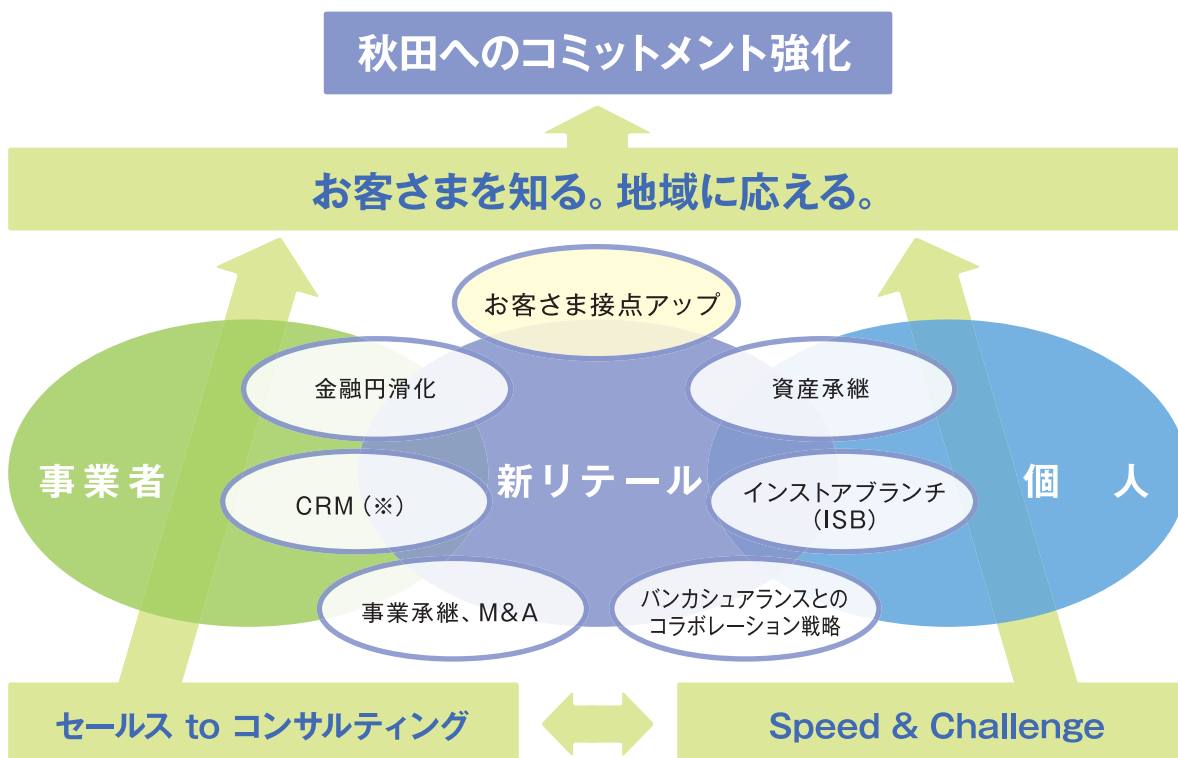 秋田へのコミットメント強化
お客さまを知る。地域に応える。
お客さま接点アップ
金融円滑化
資産承継
事業者
CRM(※)
新リテール
インストアブランチ
(ISB)
個 人
事業承継、M&A
バンカシュアランスとの
コラボレーション戦略
セールス to コンサルティング
Speed & Challenge